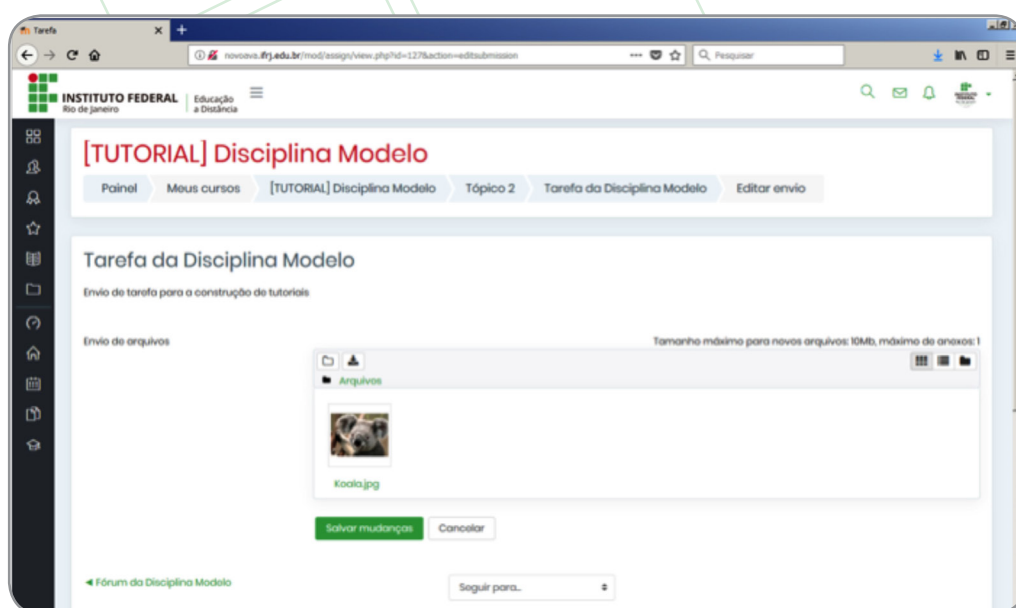 Tarefa
novoava.ifrj.edu.br/mod/assign/view.php?id=127&action=editsubmission
Pesquisar
INSTITUTO FEDERAL
Rio de Janeiro
Educação
a Distância
[TUTORIAL] Disciplina Modelo
Painel Meus cursos [TUTORIAL] Disciplina Modelo Tópico 2 Tarefa da Disciplina Modelo Editar envio
Tarefa da Disciplina Modelo
Envio de tarefa para a construção de tutoriais
Envio de arquivos Tamanho máximo para novos arquivos: 10Mb, máximo de anexos: 1
Arquivos
Koala.jpg
Salvar mudanças Cancelar
◄ Fórum da Disciplina Modelo Seguir para...